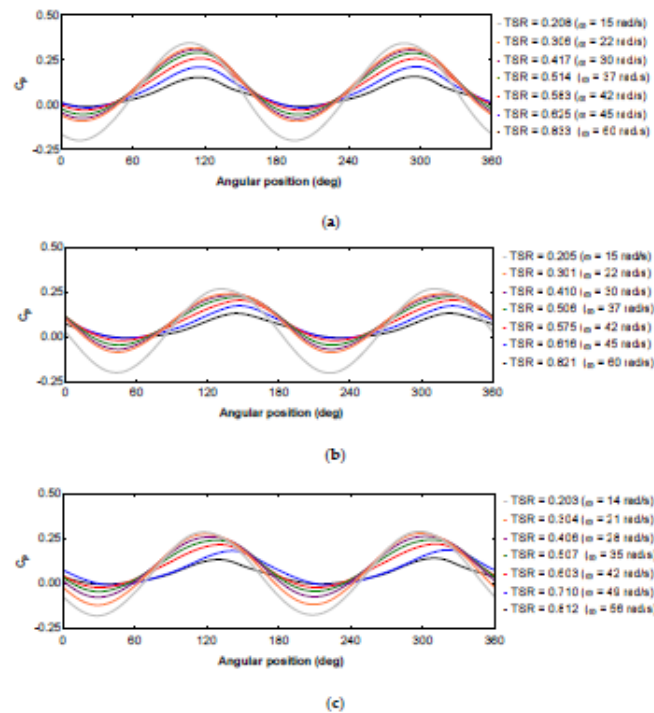 0.50
0.25
0.00
-0.25
Cp
0 60 120 180 240 300 360
Angular position (deg)
TSR = 0.208 (ω = 15 rad/s)
TSR = 0.306 (ω = 22 rad/s)
TSR = 0.417 (ω = 30 rad/s)
TSR = 0.514 (ω = 37 rad/s)
TSR = 0.583 (ω = 42 rad/s)
TSR = 0.625 (ω = 45 rad/s)
TSR = 0.833 (ω = 60 rad/s)
(a)
0.50
0.25
0.00
-0.25
Cp
0 60 120 180 240 300 360
Angular position (deg)
TSR = 0.205 (ω = 15 rad/s)
TSR = 0.301 (ω = 22 rad/s)
TSR = 0.410 (ω = 30 rad/s)
TSR = 0.506 (ω = 37 rad/s)
TSR = 0.575 (ω = 42 rad/s)
TSR = 0.616 (ω = 45 rad/s)
TSR = 0.821 (ω = 60 rad/s)
(b)
0.50
0.25
0.00
-0.25
Cp
0 60 120 180 240 300 360
Angular position (deg)
TSR = 0.203 (ω = 14 rad/s)
TSR = 0.304 (ω = 21 rad/s)
TSR = 0.406 (ω = 28 rad/s)
TSR = 0.507 (ω = 35 rad/s)
TSR = 0.603 (ω = 42 rad/s)
TSR = 0.710 (ω = 49 rad/s)
TSR = 0.812 (ω = 56 rad/s)
(c)